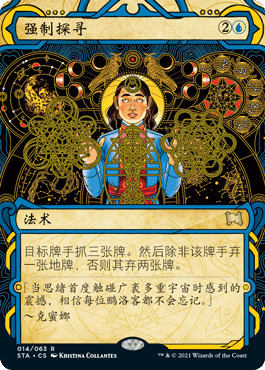 强制探寻 2
法术
目标牌手抓三张牌。然后除非该牌手弃
一张地牌，否则其弃两张牌。
「当思绪首度触碰广袤多重宇宙时感到的
震撼，相信每位鹏洛客都不会忘记。」
～克蜜娜
014/063 R
STA • CS KRISTINA COLLANTES
™ & © 2021 Wizards of the Coast